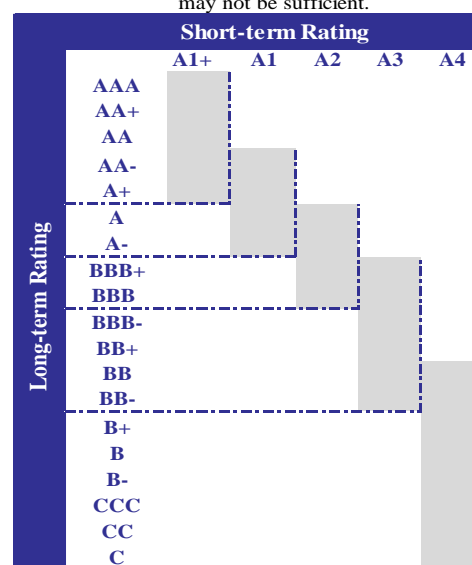 may not be sufficient.
Short-term Rating
A1+ A1 A2 A3 A4
Long-term Rating
AAA
AA+
AA
AA-
A+
A
A-
BBB+
BBB
BBB-
BB+
BB
BB-
B+
B
B-
CCC
CC
C